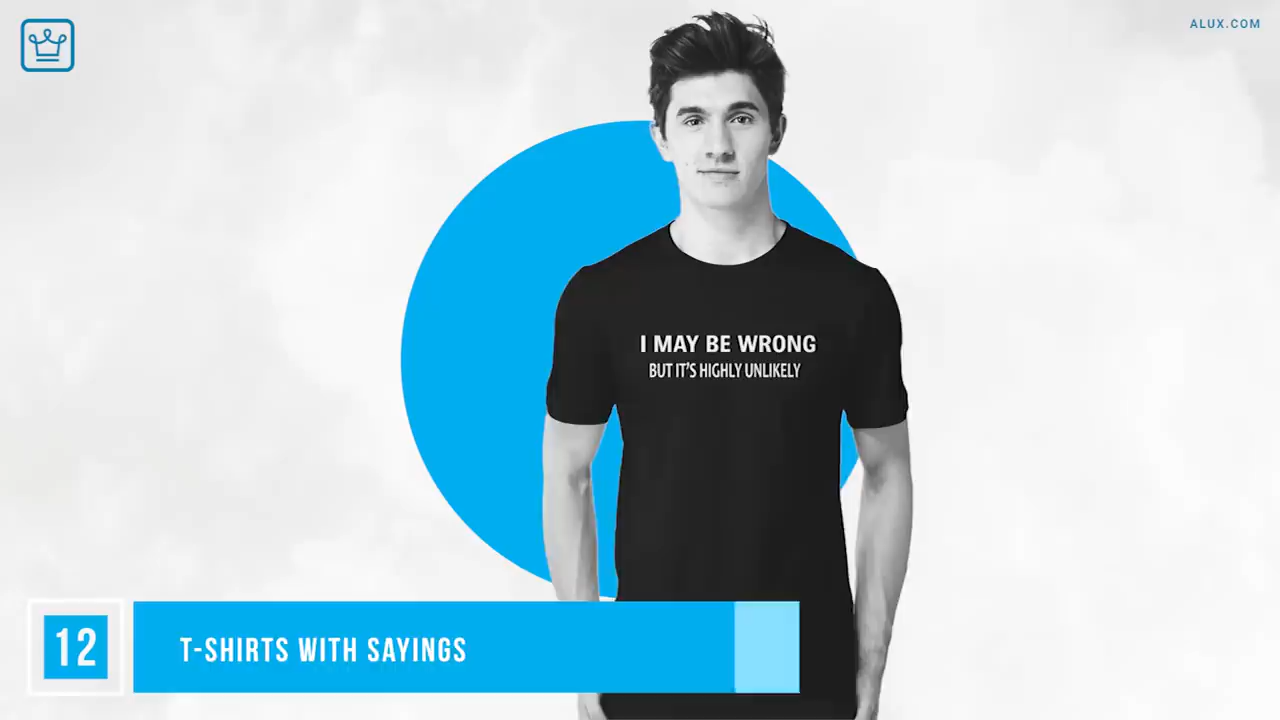 ALUX.COM
I MAY BE WRONG
BUT IT'S HIGHLY UNLIKELY
12
T-SHIRTS WITH SAYINGS